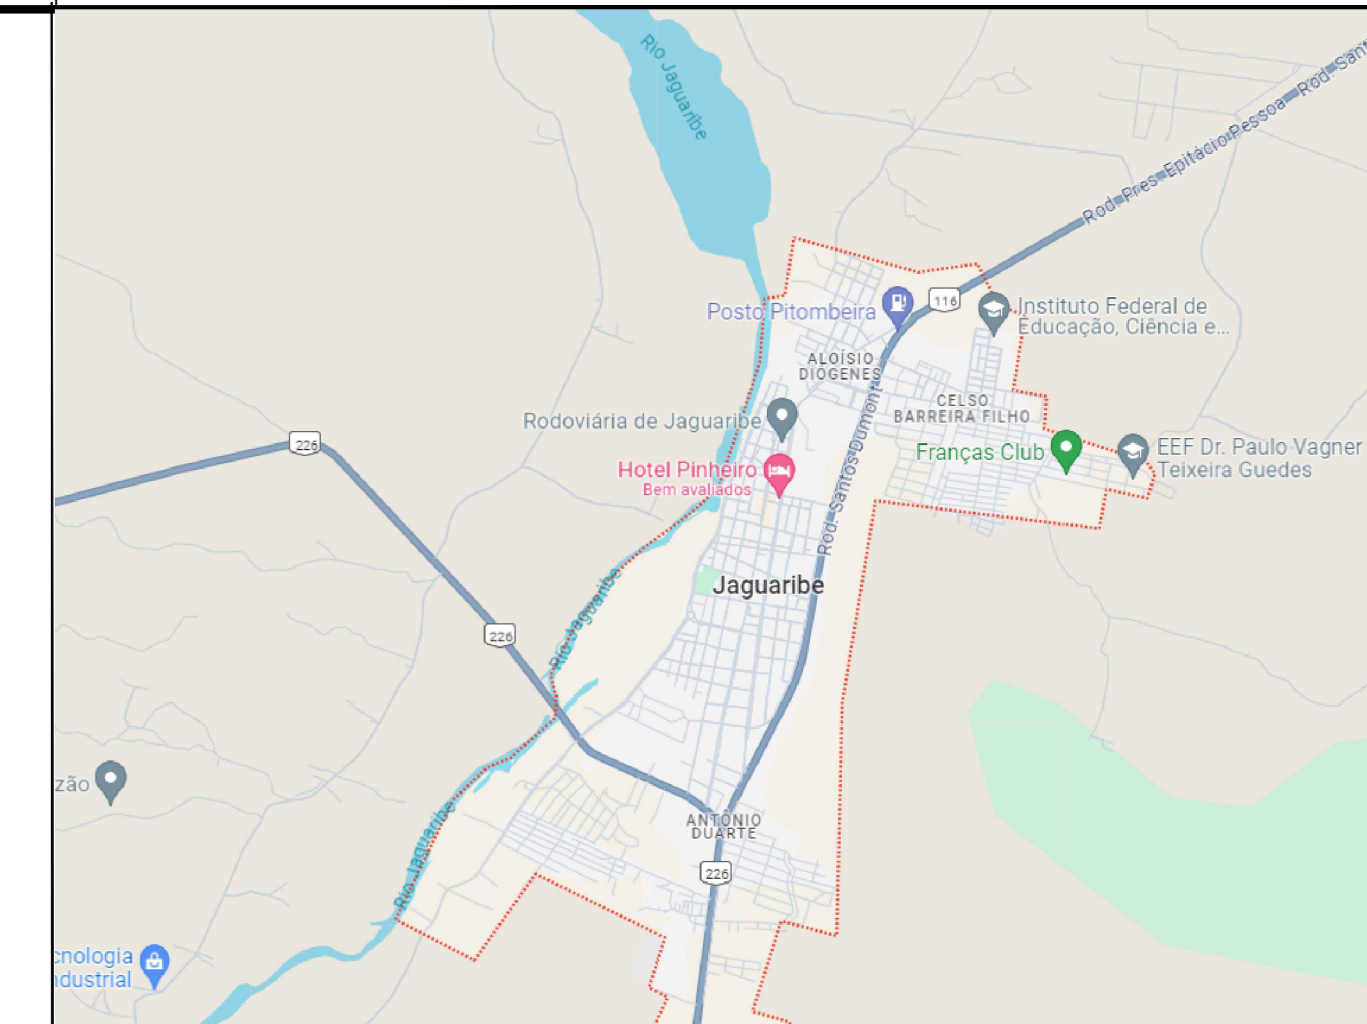 Rio Jaguaribe
Rod. Pres. Epitácio Pessoa
Rod. Sant
Posto Pitombeira
116
Instituto Federal de
Educação, Ciência e...
ALOÍSIO
DIÓGENES
CELSO
BARREIRA FILHO
Rodoviária de Jaguaribe
Rod. Santos Dumont
226
Franças Club
EEF Dr. Paulo Vagner
Teixeira Guedes
Hotel Pinheiro
Bem avaliados
Jaguaribe
Rio Jaguaribe
226
zão
ANTÔNIO
DUARTE
Rio Jaguaribe
226
cnologia
ndustrial